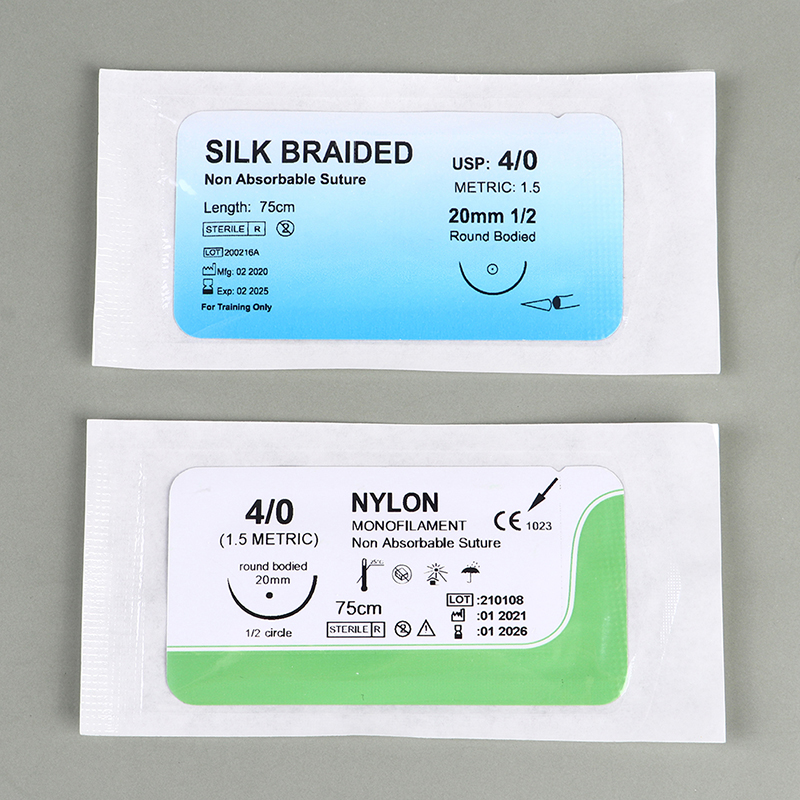 SILK BRAIDED
Non Absorbable Suture
Length: 75cm
STERILE R
LOT 200216A
Mfg: 02 2020
Exp: 02 2025
For Training Only
USP: 4/0
METRIC: 1.5
20mm 1/2
Round Bodied
4/0
(1.5 METRIC)
round bodied
20mm
1/2 circle
NYLON
MONOFILAMENT
Non Absorbable Suture
CE 1023
75cm
STERILE R
LOT :210108
:01 2021
:01 2026